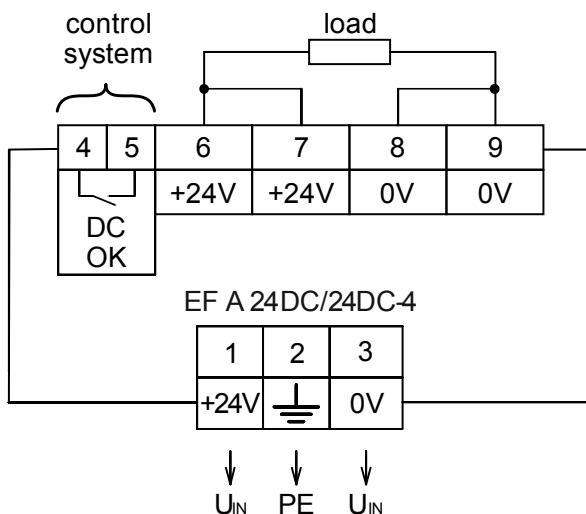 control
system
load
4 5 6 7 8 9
+24V +24V 0V 0V
DC
OK
EF A 24DC/24DC-4
1 2 3
+24V 0V
UIN PE UIN